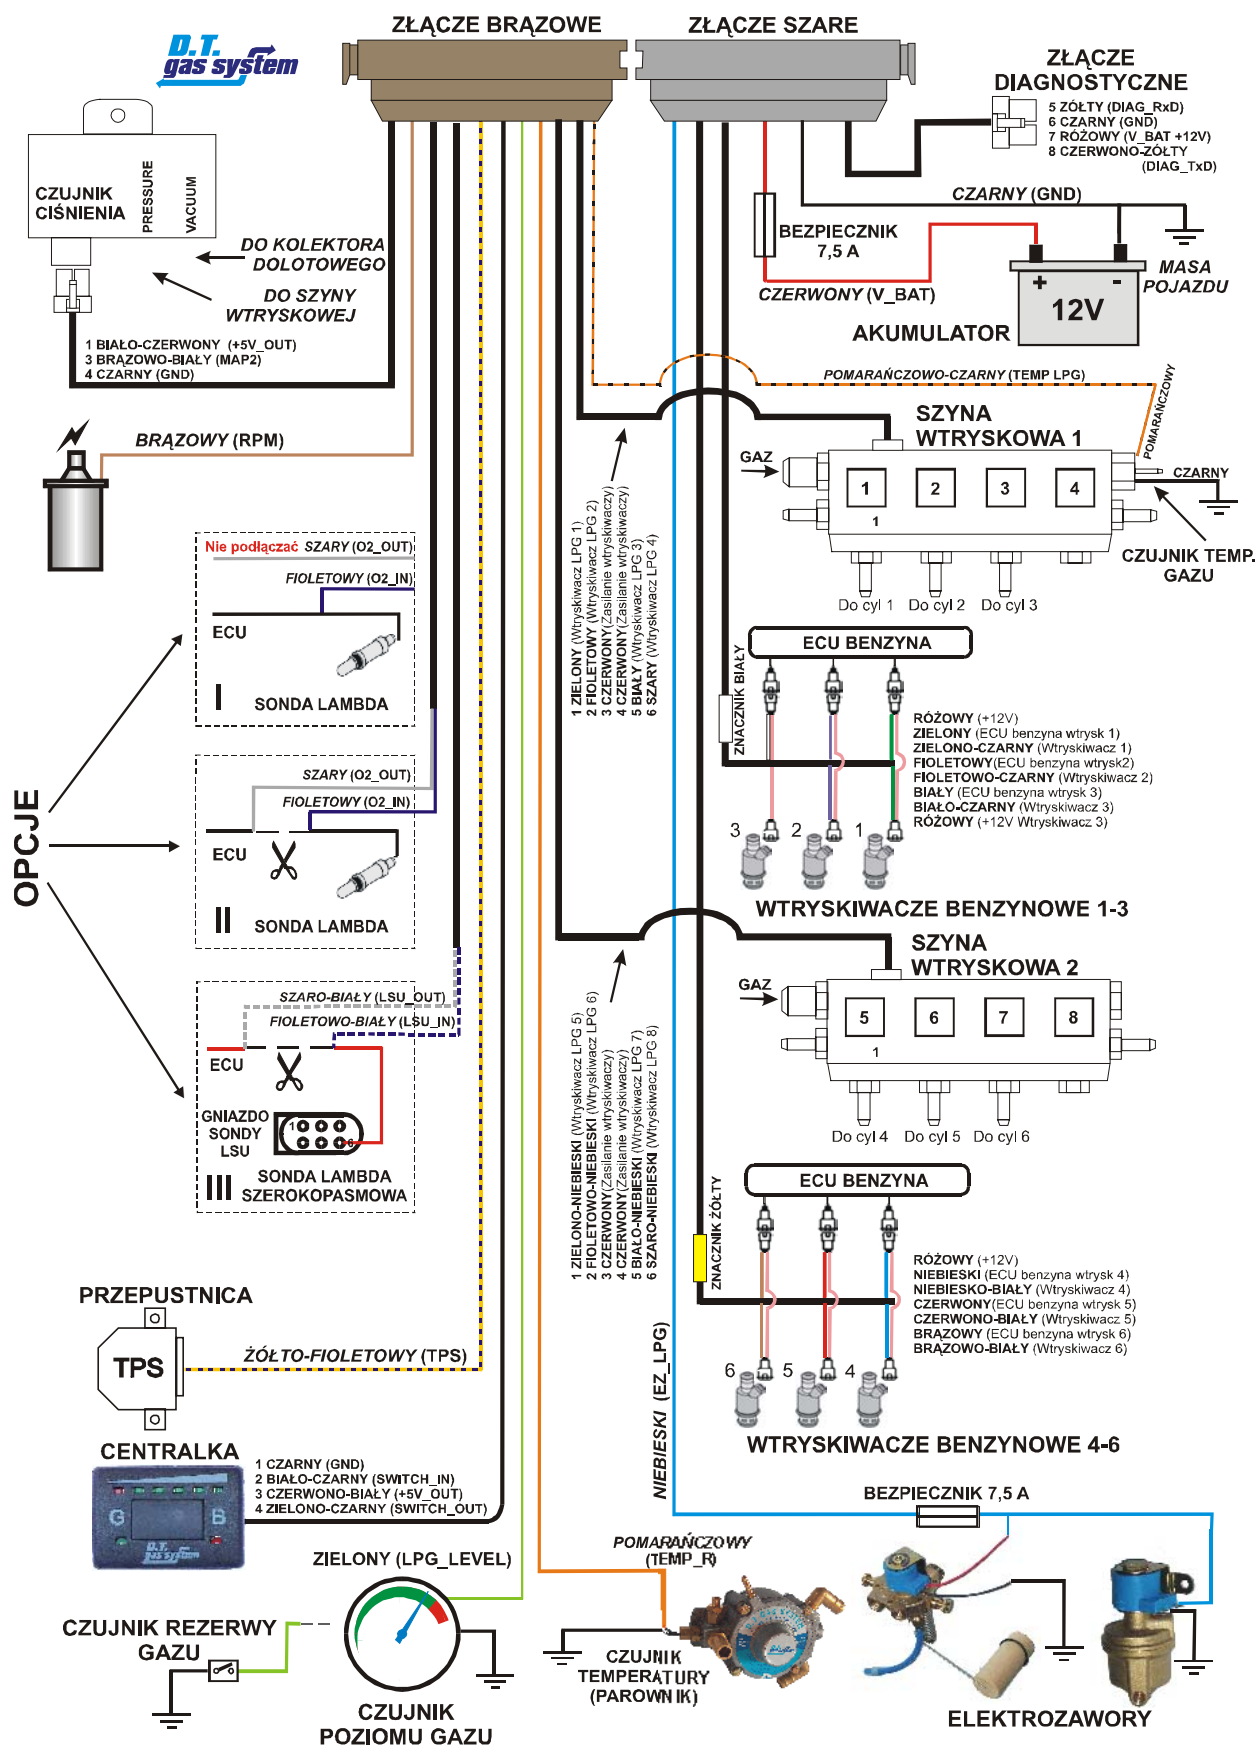 ZŁĄCZE BRĄZOWE
ZŁĄCZE SZARE
D.T.
gas system
ZŁĄCZE
DIAGNOSTYCZNE
5 ZÓŁTY (DIAG_RxD)
6 CZARNY (GND)
7 RÓŻOWY (V_BAT +12V)
8 CZERWONO-ŻÓŁTY
(DIAG_TxD)
CZUJNIK
CIŚNIENIA
PRESSURE
VACUUM
DO KOLEKTORA
DOLOTOWEGO
DO SZYNY
WTRYSKOWEJ
1 BIAŁO-CZERWONY (+5V_OUT)
3 BRĄZOWO-BIAŁY (MAP2)
4 CZARNY (GND)
CZARNY (GND)
BEZPIECZNIK
7,5 A
CZERWONY (V_BAT)
MASA
POJAZDU
+ -
12V
AKUMULATOR
POMARAŃCZOWO-CZARNY (TEMP LPG)
POMARAŃCZOWY
BRĄZOWY (RPM)
SZYNA
WTRYSKOWA 1
GAZ
CZARNY
1 2 3 4
1
CZUJNIK TEMP.
GAZU
Do cyl 1 Do cyl 2 Do cyl 3
1 ZIELONY (Wtryskiwacz LPG 1)
2 FIOLETOWY (Wtryskiwacz LPG 2)
3 CZERWONY(Zasilanie wtryskiwaczy)
4 CZERWONY(Zasilanie wtryskiwaczy)
5 BIAŁY (Wtryskiwacz LPG 3)
6 SZARY (Wtryskiwacz LPG 4)
Nie podłączać SZARY (O2_OUT)
FIOLETOWY (O2_IN)
ECU
I SONDA LAMBDA
OPCJE
SZARY (O2_OUT)
FIOLETOWY (O2_IN)
ECU
II SONDA LAMBDA
ZNACZNIK BIAŁY
ECU BENZYNA
RÓŻOWY (+12V)
ZIELONY (ECU benzyna wtrysk 1)
ZIELONO-CZARNY (Wtryskiwacz 1)
FIOLETOWY(ECU benzyna wtrysk2)
FIOLETOWO-CZARNY (Wtryskiwacz 2)
BIAŁY (ECU benzyna wtrysk 3)
BIAŁO-CZARNY (Wtryskiwacz 3)
RÓŻOWY (+12V Wtryskiwacz 3)
3 2 1
WTRYSKIWACZE BENZYNOWE 1-3
SZARO-BIAŁY (LSU_OUT)
FIOLETOWO-BIAŁY (LSU_IN)
ECU
GNIAZDO
SONDY
LSU
1
6
III SONDA LAMBDA
SZEROKOPASMOWA
SZYNA
WTRYSKOWA 2
GAZ
5 6 7 8
1
Do cyl 4 Do cyl 5 Do cyl 6
1 ZIELONO-NIEBIESKI (Wtryskiwacz LPG 5)
2 FIOLETOWO-NIEBIESKI (Wtryskiwacz LPG 6)
3 CZERWONY(Zasilanie wtryskiwaczy)
4 CZERWONY(Zasilanie wtryskiwaczy)
5 BIAŁO-NIEBIESKI (Wtryskiwacz LPG 7)
6 SZARO-NIEBIESKI (Wtryskiwacz LPG 8)
ZNACZNIK ŻÓŁTY
ECU BENZYNA
RÓŻOWY (+12V)
NIEBIESKI (ECU benzyna wtrysk 4)
NIEBIESKO-BIAŁY (Wtryskiwacz 4)
CZERWONY(ECU benzyna wtrysk 5)
CZERWONO-BIAŁY (Wtryskiwacz 5)
BRĄZOWY (ECU benzyna wtrysk 6)
BRĄZOWO-BIAŁY (Wtryskiwacz 6)
6 5 4
WTRYSKIWACZE BENZYNOWE 4-6
PRZEPUSTNICA
TPS
ŻÓŁTO-FIOLETOWY (TPS)
NIEBIESKI (EZ_LPG)
CENTRALKA
1 CZARNY (GND)
2 BIAŁO-CZARNY (SWITCH_IN)
3 CZERWONO-BIAŁY (+5V_OUT)
4 ZIELONO-CZARNY (SWITCH_OUT)
G B
D.T.
gas system
BEZPIECZNIK 7,5 A
ZIELONY (LPG_LEVEL)
POMARAŃCZOWY
(TEMP_R)
CZUJNIK REZERWY
GAZU
CZUJNIK
POZIOMU GAZU
CZUJNIK
TEMPERATURY
(PAROWNIK)
ELEKTROZAWORY